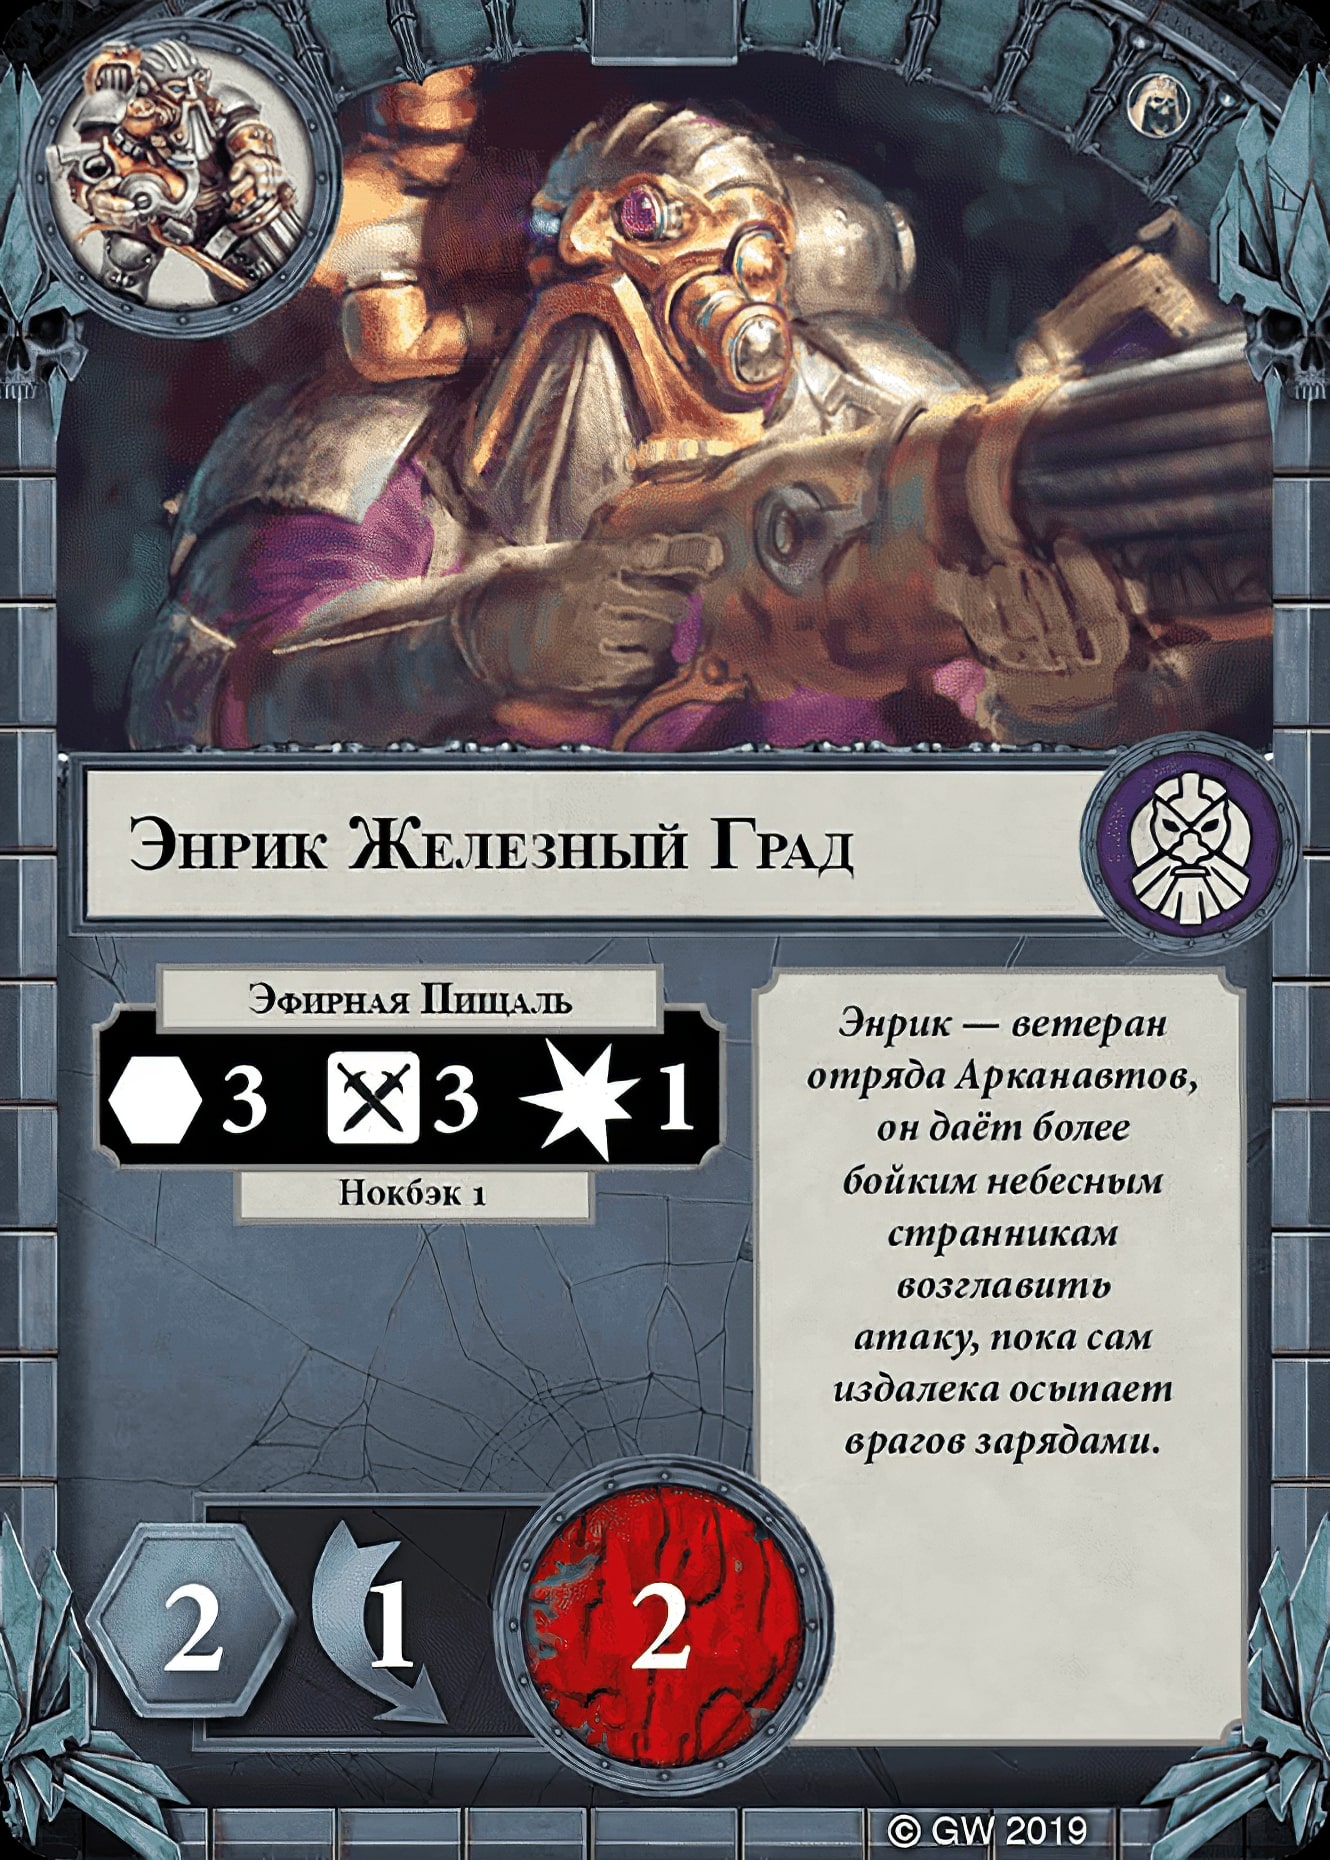 Энрик Железный Град
Эфирная Пищаль
3 3 1
Нокбэк 1
Энрик — ветеран
отряда Арканавтов,
он даёт более
бойким небесным
странникам
возглавить
атаку, пока сам
издалека осыпает
врагов зарядами.
2 1 2
© GW 2019